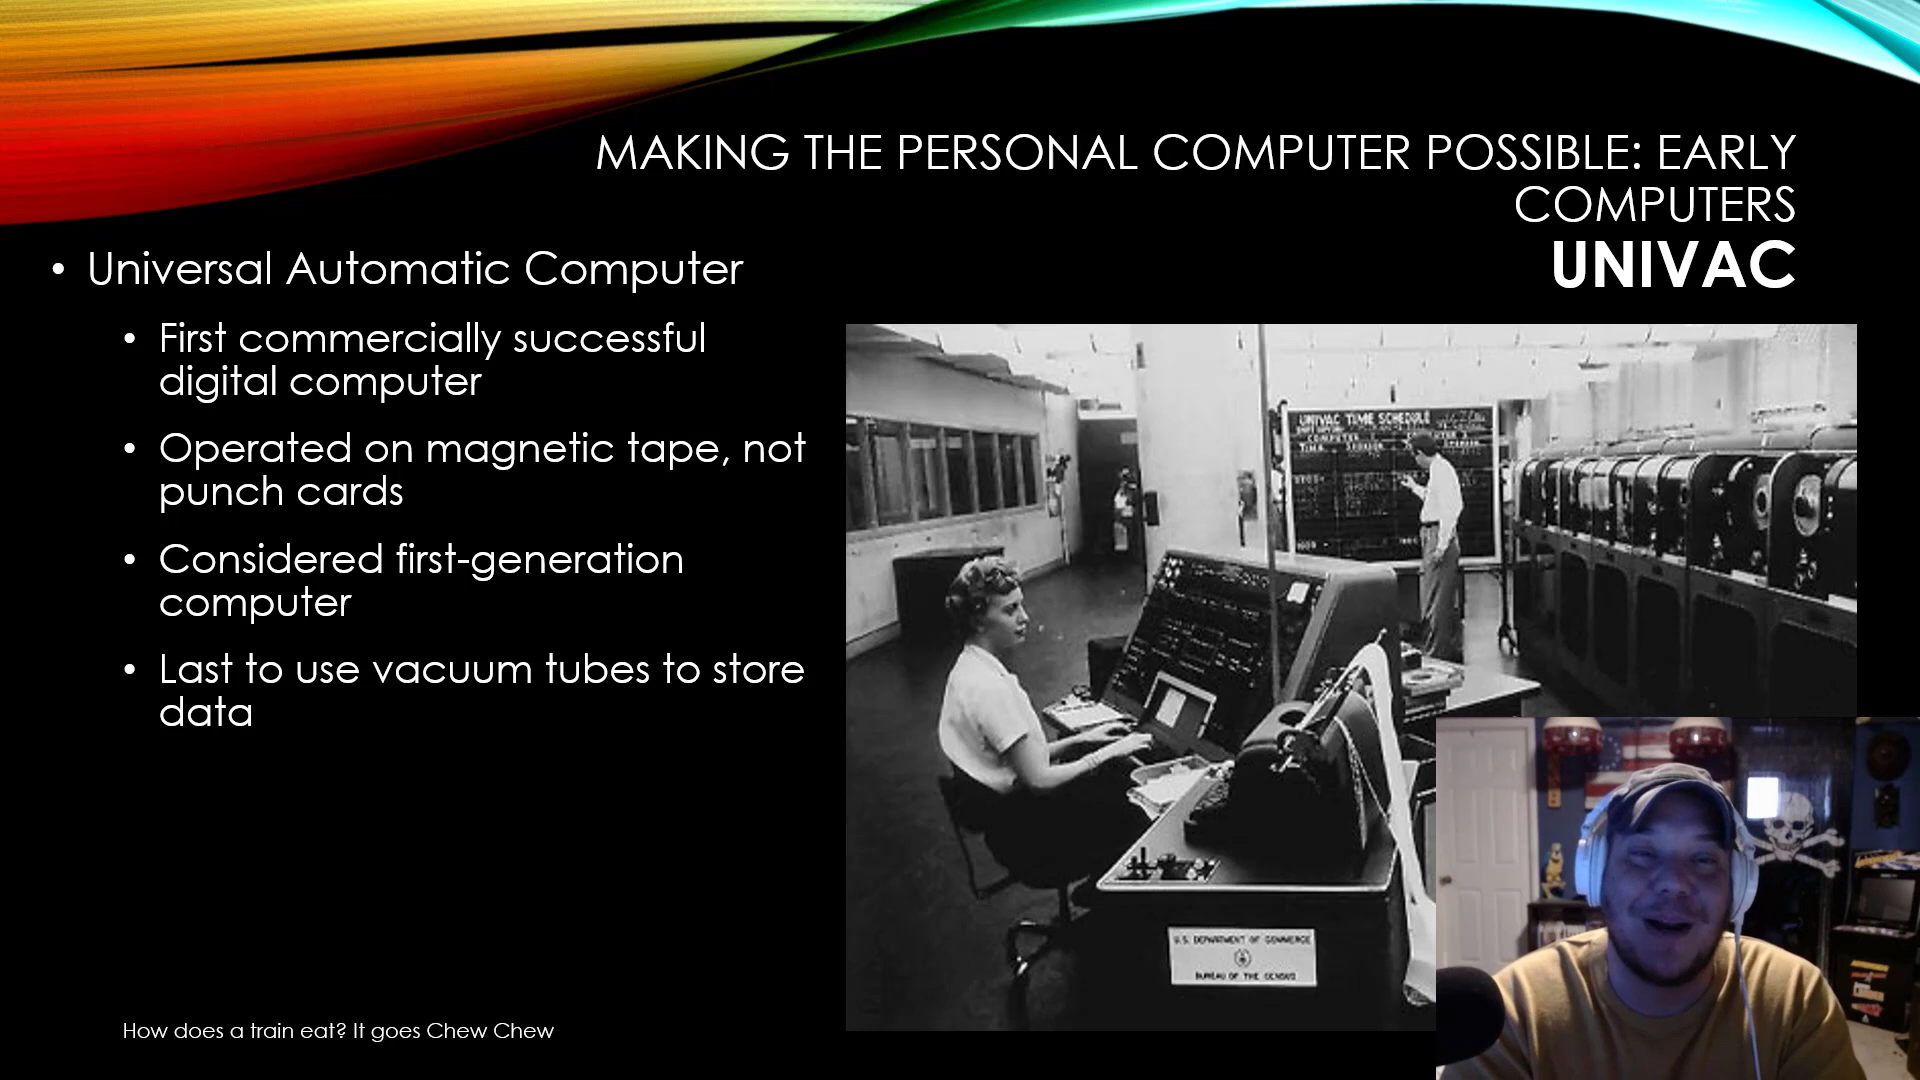 MAKING THE PERSONAL COMPUTER POSSIBLE: EARLY
COMPUTERS
UNIVAC
• Universal Automatic Computer
• First commercially successful
digital computer
• Operated on magnetic tape, not
punch cards
• Considered first-generation
computer
• Last to use vacuum tubes to store
data
UNIVAC TIME SCHEDULE
U.S. DEPARTMENT OF COMMERCE
BUREAU OF THE CENSUS
How does a train eat? It goes Chew Chew